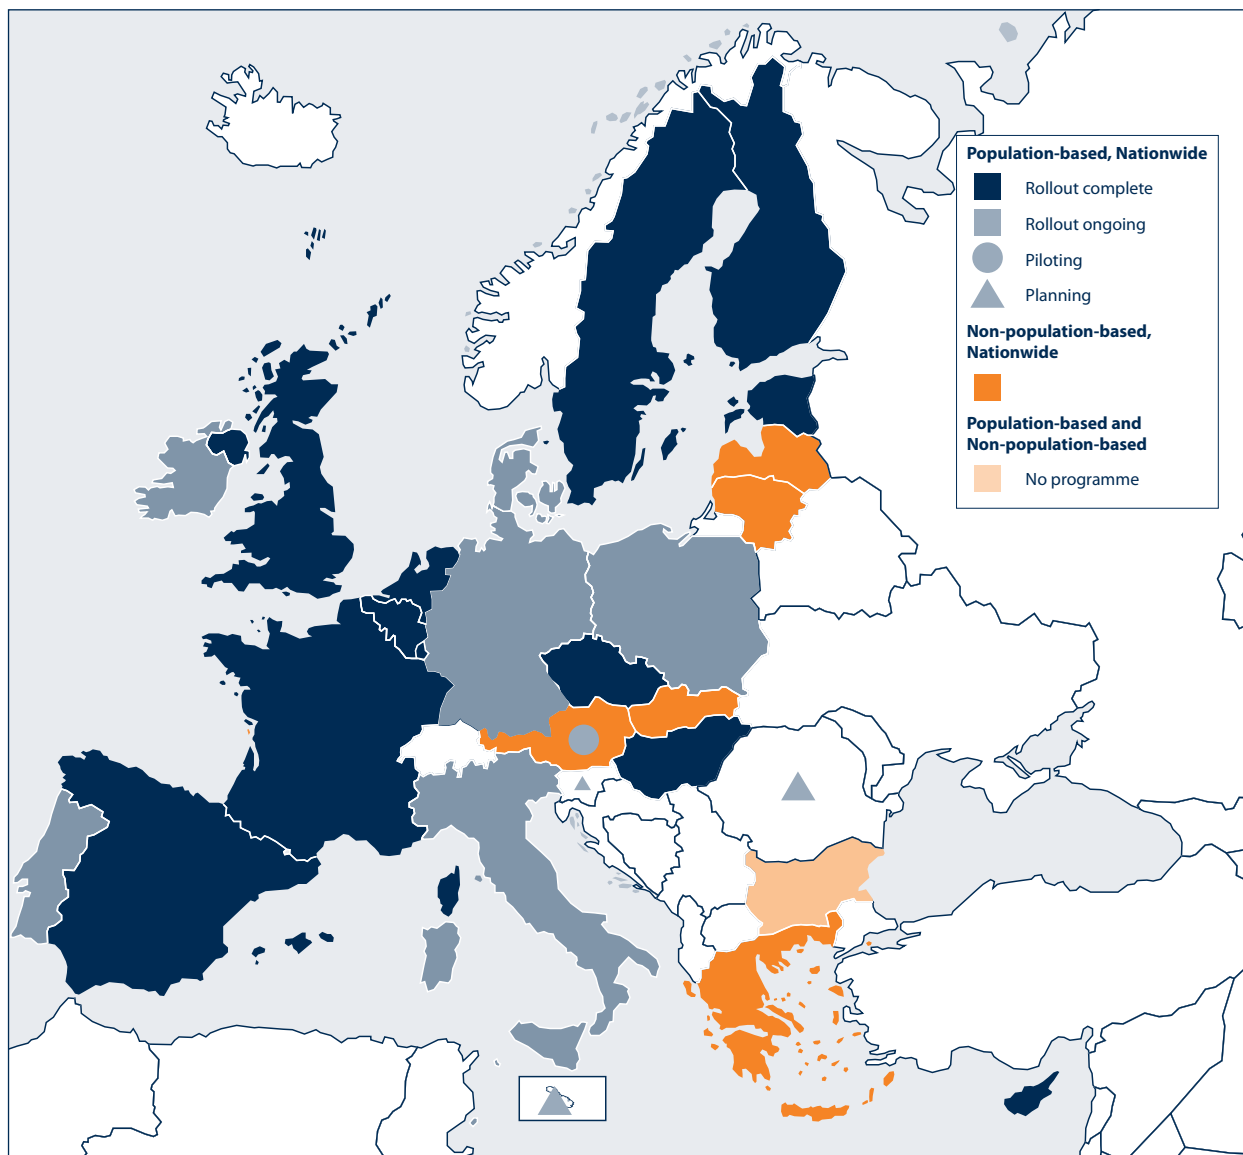 Population-based, Nationwide
Rollout complete
Rollout ongoing
Piloting
Planning
Non-population-based,
Nationwide
Population-based and
Non-population-based
No programme